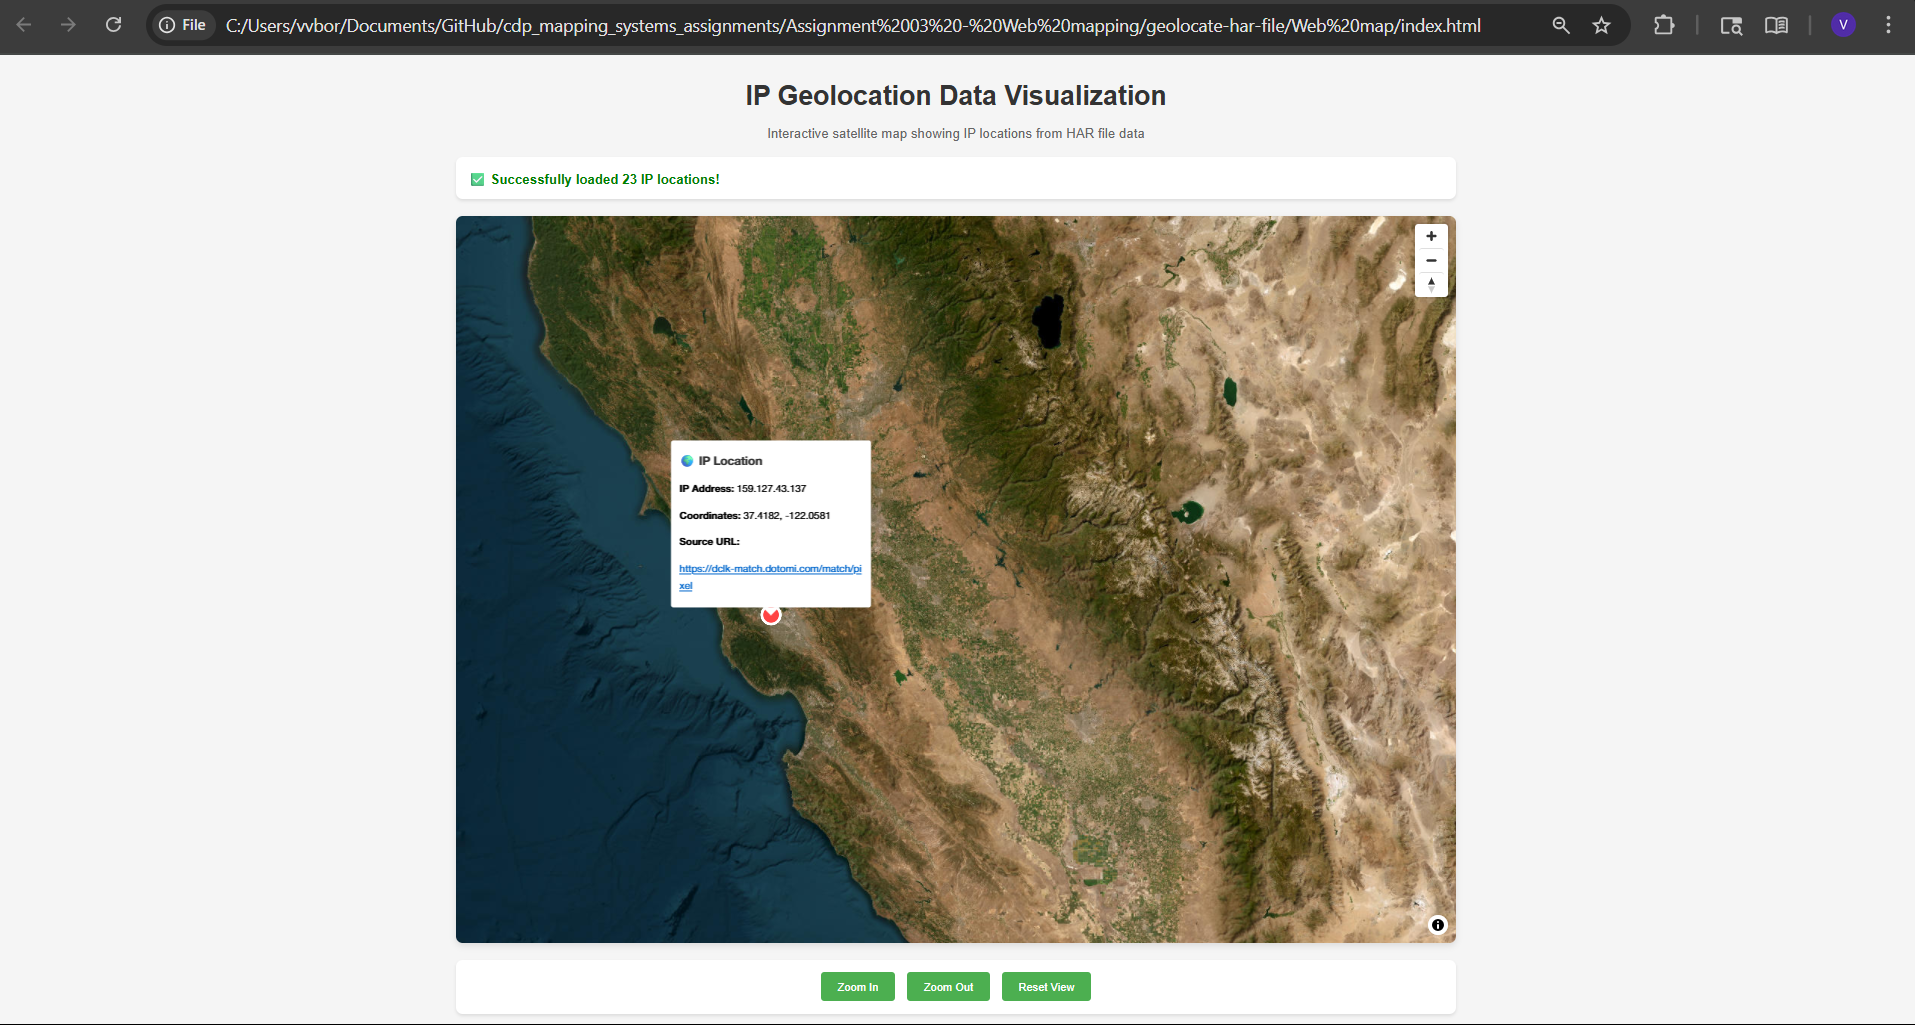 File
C:/Users/vvbor/Documents/GitHub/cdp_mapping_systems_assignments/Assignment%2003%20-%20Web%20mapping/geolocate-har-file/Web%20map/index.html
V
IP Geolocation Data Visualization
Interactive satellite map showing IP locations from HAR file data
✅ Successfully loaded 23 IP locations!
IP Location
IP Address: 159.127.43.137
Coordinates: 37.4182, -122.0581
Source URL:
https://dclk-match.dotomi.com/match/pi
xel
Zoom In
Zoom Out
Reset View